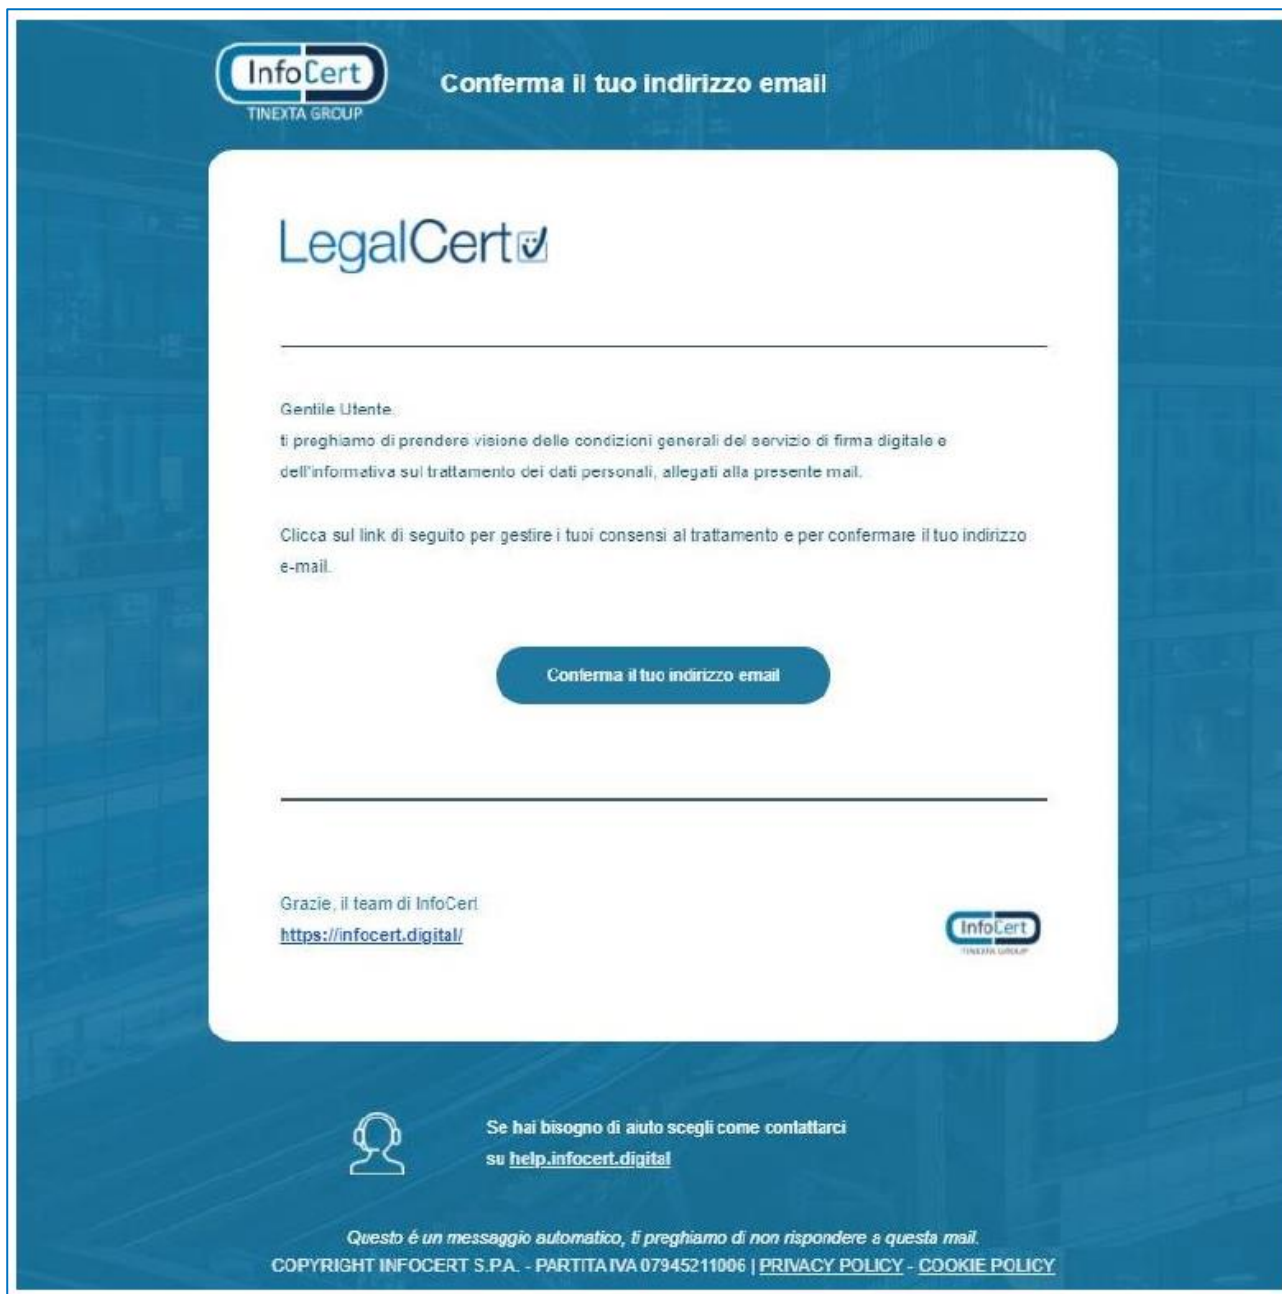 InfoCert
TINEXTA GROUP
Conferma il tuo indirizzo email
LegalCert
Gentile Utente,
ti preghiamo di prendere visione delle condizioni generali del servizio di firma digitale e
dell'informativa sul trattamento dei dati personali, allegati alla presente mail.
Clicca sul link di seguito per gestire i tuoi consensi al trattamento e per confermare il tuo indirizzo
e-mail.
Conferma il tuo indirizzo email
Grazie, il team di InfoCert
https://infocert.digital/
InfoCert
TINEXTA GROUP
Se hai bisogno di aiuto scegli come contattarci
su help.infocert.digital
Questo é un messaggio automatico, ti preghiamo di non rispondere a questa mail.
COPYRIGHT INFOCERT S.P.A. - PARTITA IVA 07945211006 | PRIVACY POLICY - COOKIE POLICY